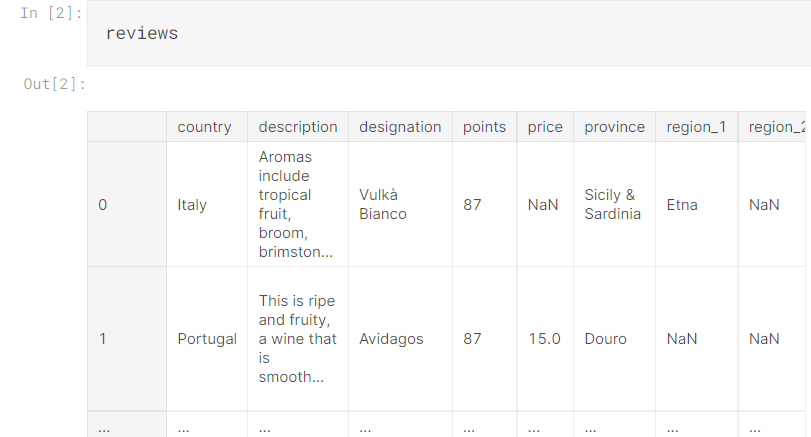 In [2]:
reviews
Out[2]:
country description designation points price province region_1 region_2
0 Italy Aromas include tropical fruit, broom, brimston... Vulkà Bianco 87 NaN Sicily & Sardinia Etna NaN
1 Portugal This is ripe and fruity, a wine that is smooth... Avidagos 87 15.0 Douro NaN NaN
... ... ... ... ... ... ... ... ...